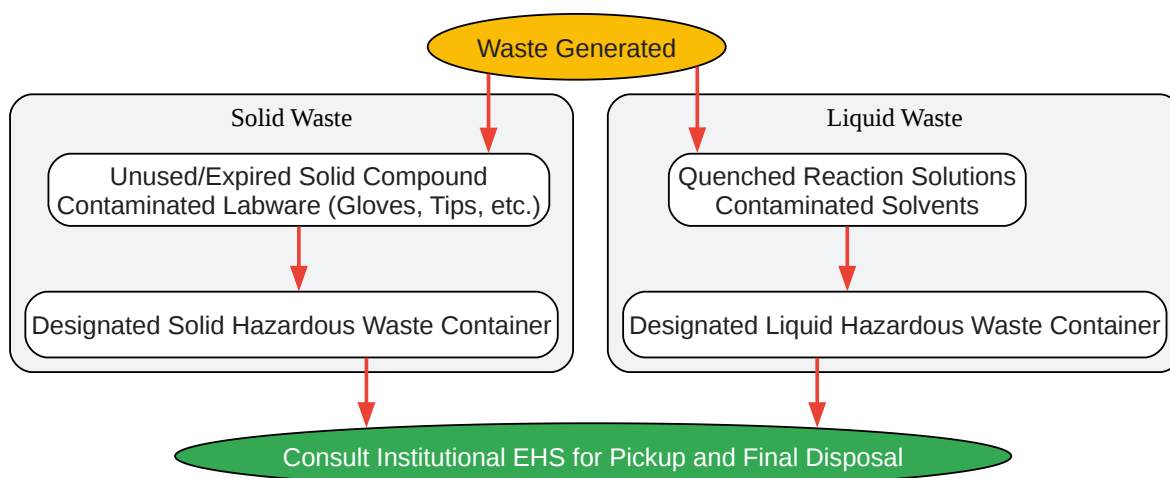 Waste Generated
Solid Waste
Unused/Expired Solid Compound
Contaminated Labware (Gloves, Tips, etc.)
Designated Solid Hazardous Waste Container
Liquid Waste
Quenched Reaction Solutions
Contaminated Solvents
Designated Liquid Hazardous Waste Container
Consult Institutional EHS for Pickup and Final Disposal